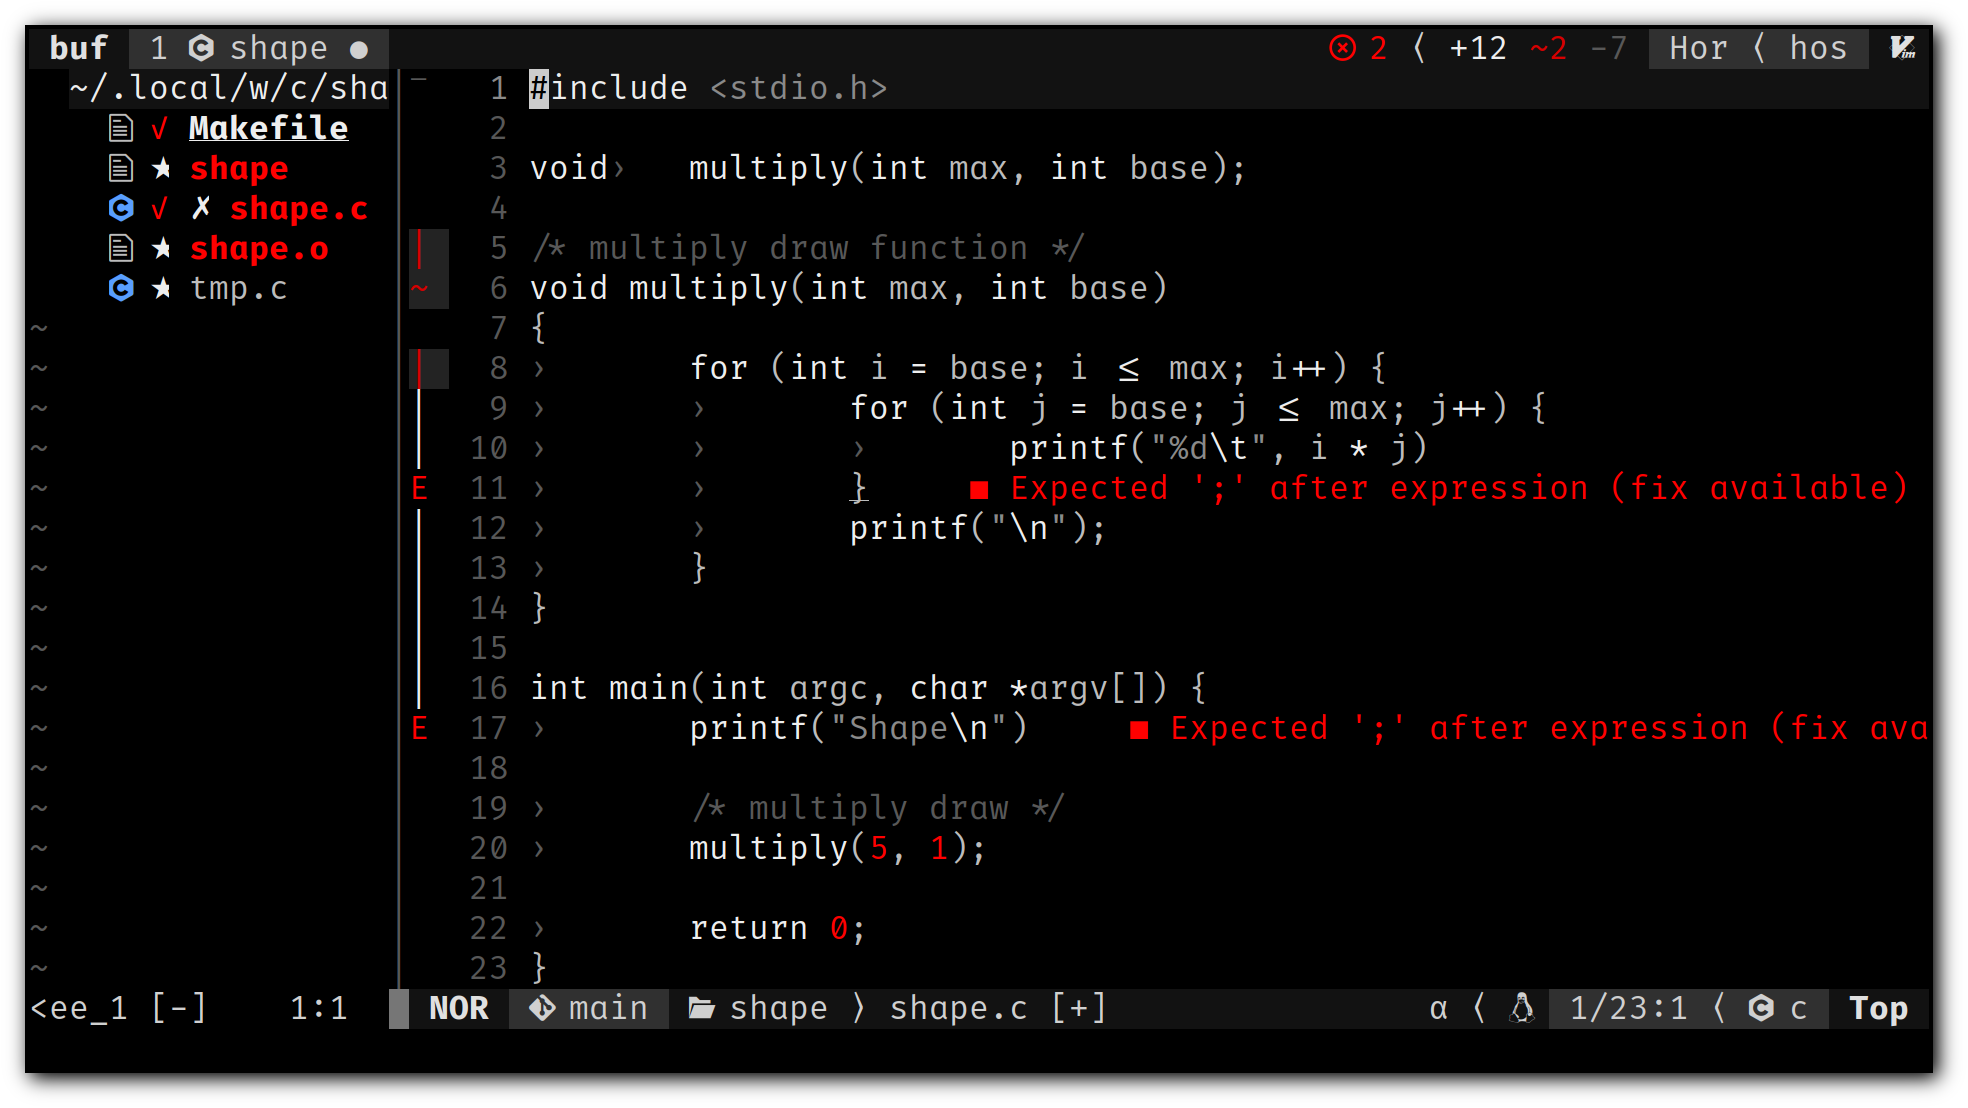 buf 1 shape ● 2 ⟨ +12 ~2 -7 Hor ⟨ hos
~/.local/w/c/sha
√ Makefile
★ shape
√ ✗ shape.c
★ shape.o
★ tmp.c
1 #include <stdio.h>
2
3 void› multiply(int max, int base);
4
5 /* multiply draw function */
~ 6 void multiply(int max, int base)
7 {
8 › for (int i = base; i ≤ max; i++) {
9 › › for (int j = base; j ≤ max; j++) {
10 › › › printf("%d\t", i * j)
E 11 › › } ■ Expected ';' after expression (fix available)
12 › › printf("\n");
13 › }
14 }
15
16 int main(int argc, char *argv[]) {
E 17 › printf("Shape\n") ■ Expected ';' after expression (fix ava
18
19 › /* multiply draw */
20 › multiply(5, 1);
21
22 › return 0;
23 }
<ee_1 [-] 1:1 NOR main shape ⟩ shape.c [+] α ⟨ 1/23:1 ⟨ c Top